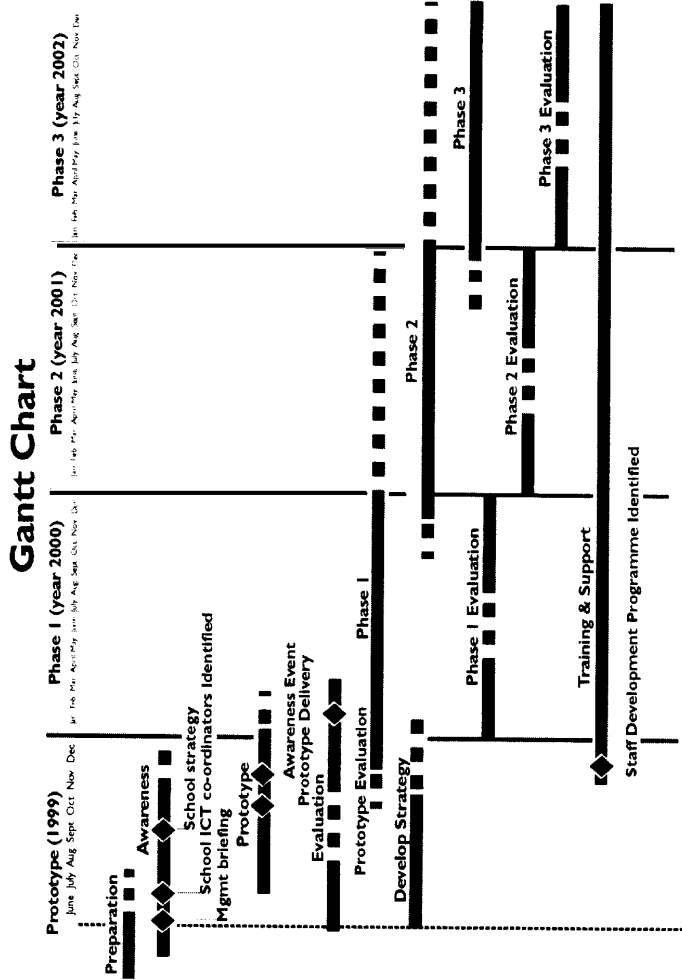 Gantt Chart
Prototype (1999)
June July Aug Sept Oct Nov Dec
Phase 1 (year 2000)
Jan Feb Mar April May June July Aug Sept Oct Nov Dec
Phase 2 (year 2001)
Jan Feb Mar April May June July Aug Sept Oct Nov Dec
Phase 3 (year 2002)
Jan Feb Mar April May June July Aug Sept Oct Nov Dec
Preparation
Awareness
School strategy
School ICT co-ordinators Identified
Mgmt briefing
Prototype
Awareness Event
Prototype Delivery
Evaluation
Prototype Evaluation
Phase 1
Develop Strategy
Phase 2
Phase 3
Phase 1 Evaluation
Phase 2 Evaluation
Phase 3 Evaluation
Training & Support
Staff Development Programme Identified